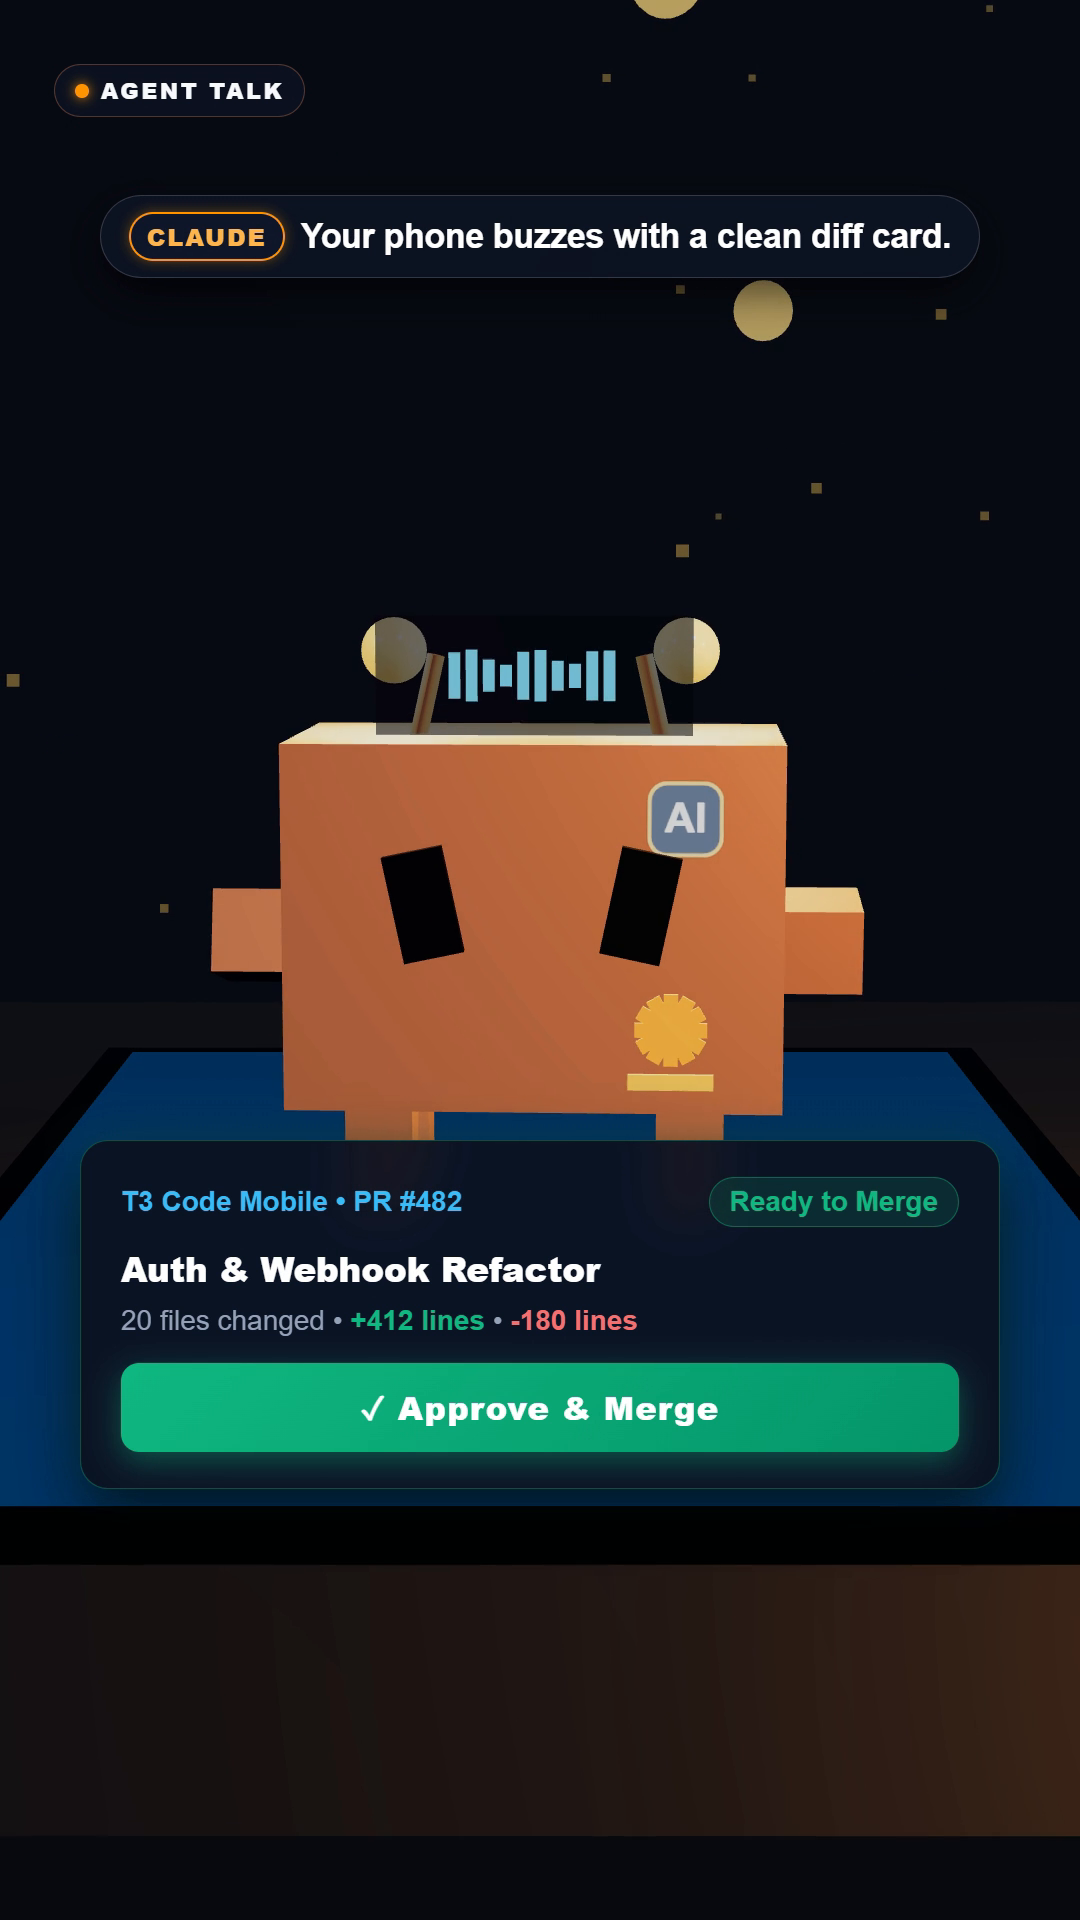 AGENT TALK
CLAUDE Your phone buzzes with a clean diff card.
AI
T3 Code Mobile • PR #482 Ready to Merge
Auth & Webhook Refactor
20 files changed • +412 lines • -180 lines
✓ Approve & Merge